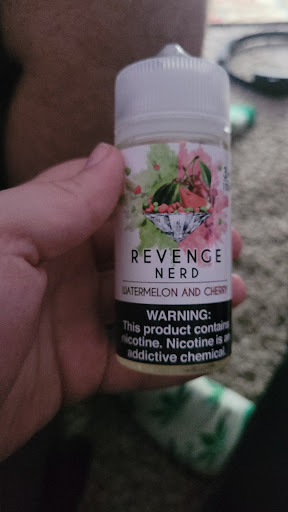 REVENGE
NERD
WATERMELON AND CHERRY
WARNING:
This product contains
nicotine. Nicotine is an
addictive chemical.